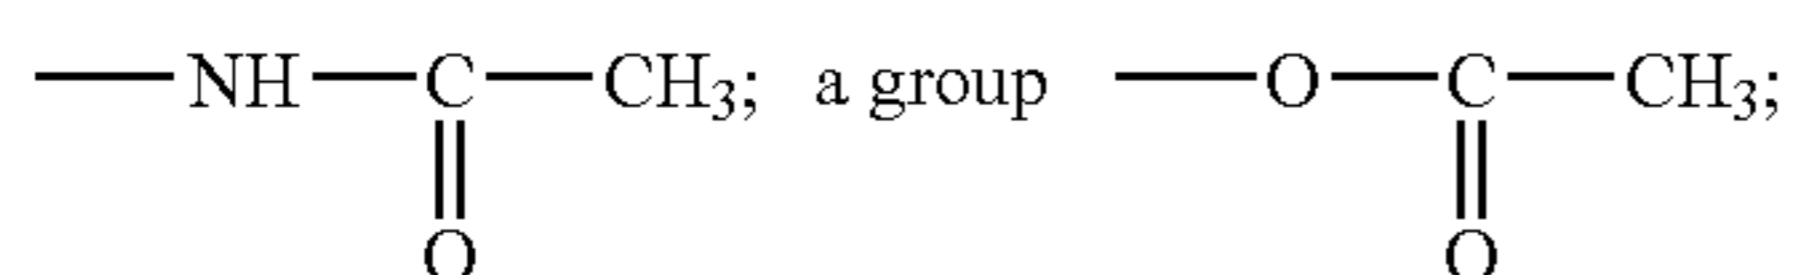 —NH—C—CH₃; a group —O—C—CH₃;
O O